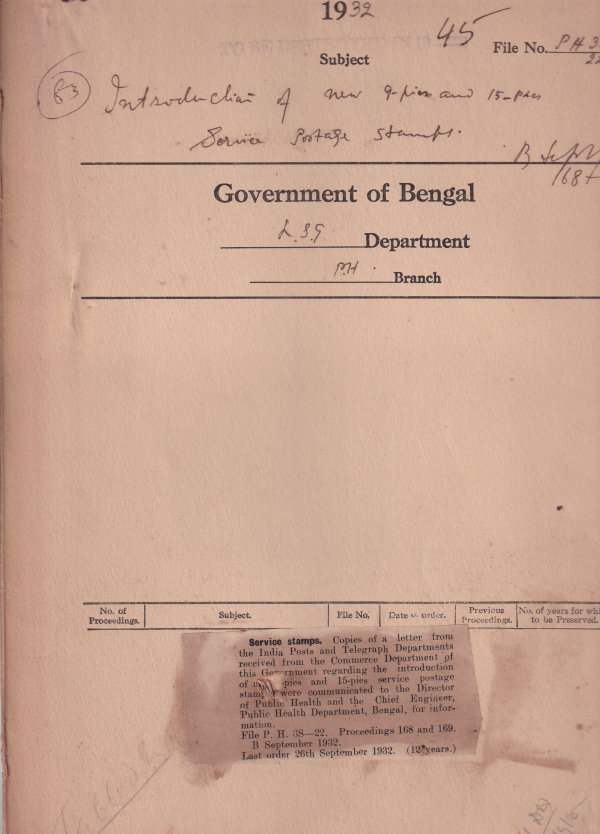 1932
45
File No. P H 3
22
Subject
83
Introduction of new 9-pies and 15-pies
Service Postage Stamps.
B Sept
168 +
Government of Bengal
L.S.G Department
P.H. Branch
No. of Proceedings. Subject. File No. Date of order. Previous Proceedings. No. of years for whi
to be Preserved.
Service stamps. Copies of a letter from
the India Posts and Telegraph Departments
received from the Commerce Department of
this Government regarding the introduction
of -pies and 15-pies service postage
stamps were communicated to the Director
of Public Health and the Chief Engineer,
Public Health Department, Bengal, for infor-
mation.
File P. H. 3S—22. Proceedings 168 and 169.
B September 1932.
Last order 26th September 1932. (12 years.)